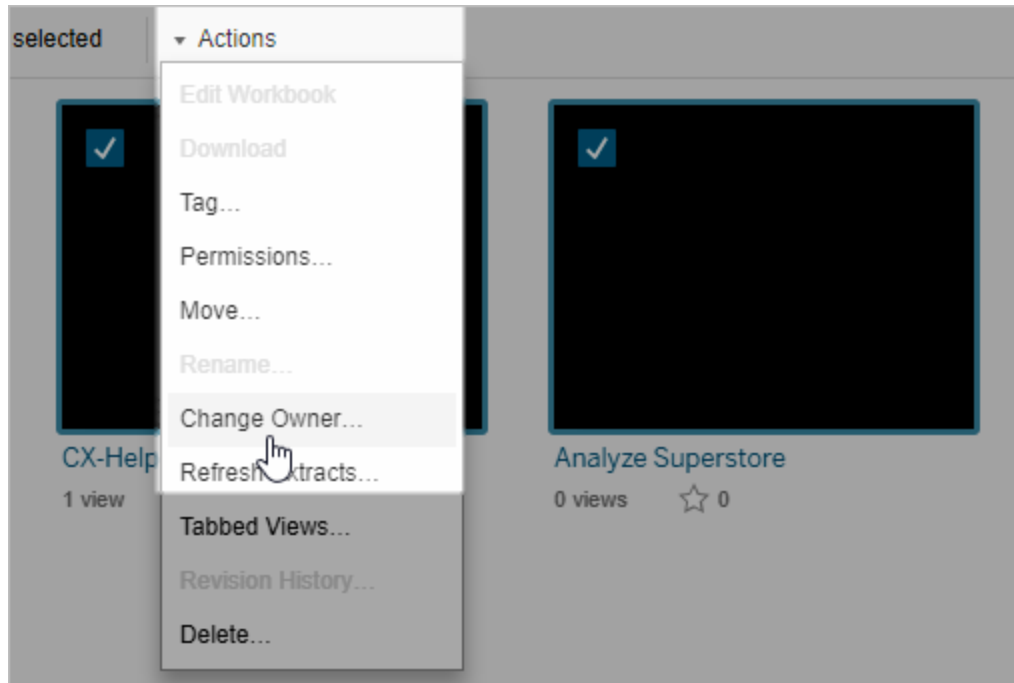 selected
Actions
Edit Workbook
Download
Tag...
Permissions...
Move...
Rename...
Change Owner...
Refresh
Tabbed Views...
Revision History...
Delete...
CX-Help
1 view
Analyze Superstore
0 views 0